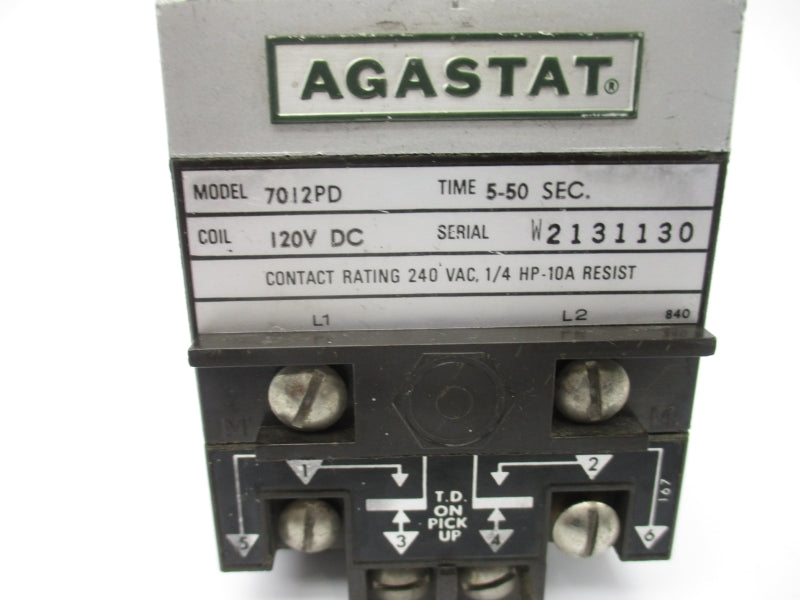 AGASTAT®
MODEL 7012PD TIME 5-50 SEC.
COIL 120V DC SERIAL W2131130
CONTACT RATING 240 VAC, 1/4 HP-10A RESIST
L1 L2 840
M M
1 2
T.D.
ON
PICK
UP
3 4
5 6
167